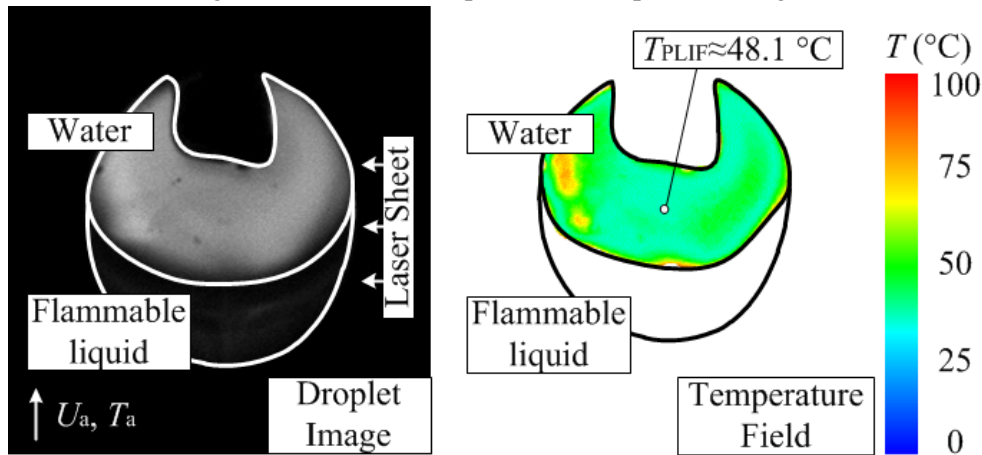 Water
Laser Sheet
Flammable
liquid
Uₐ, Tₐ
Droplet
Image
T_PLIF≈48.1 °C
Water
Flammable
liquid
Temperature
Field
T (°C)
100
75
50
25
0